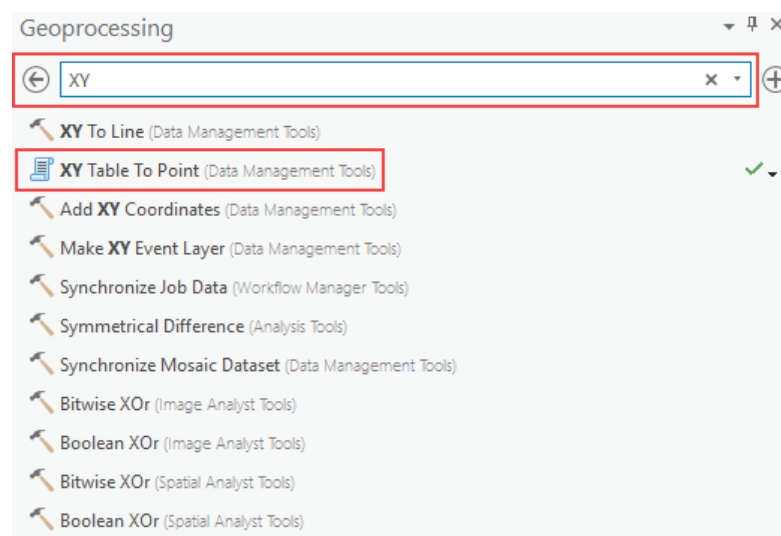 Geoprocessing
XY
XY To Line (Data Management Tools)
XY Table To Point (Data Management Tools)
Add XY Coordinates (Data Management Tools)
Make XY Event Layer (Data Management Tools)
Synchronize Job Data (Workflow Manager Tools)
Symmetrical Difference (Analysis Tools)
Synchronize Mosaic Dataset (Data Management Tools)
Bitwise XOr (Image Analyst Tools)
Boolean XOr (Image Analyst Tools)
Bitwise XOr (Spatial Analyst Tools)
Boolean XOr (Spatial Analyst Tools)